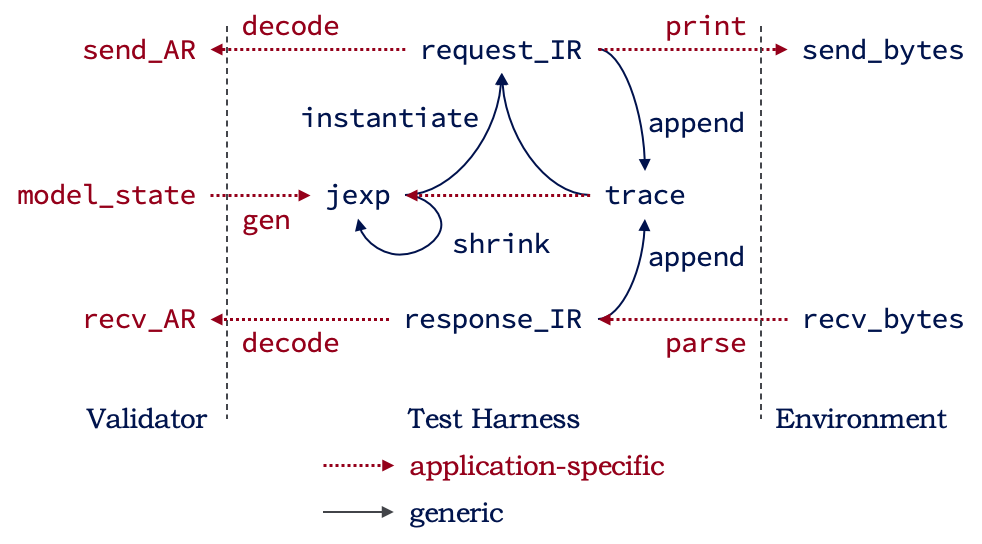 decode
print
send_AR
request_IR
send_bytes
instantiate
append
model_state
jexp
trace
gen
shrink
append
recv_AR
response_IR
recv_bytes
decode
parse
Validator
Test Harness
Environment
application-specific
generic